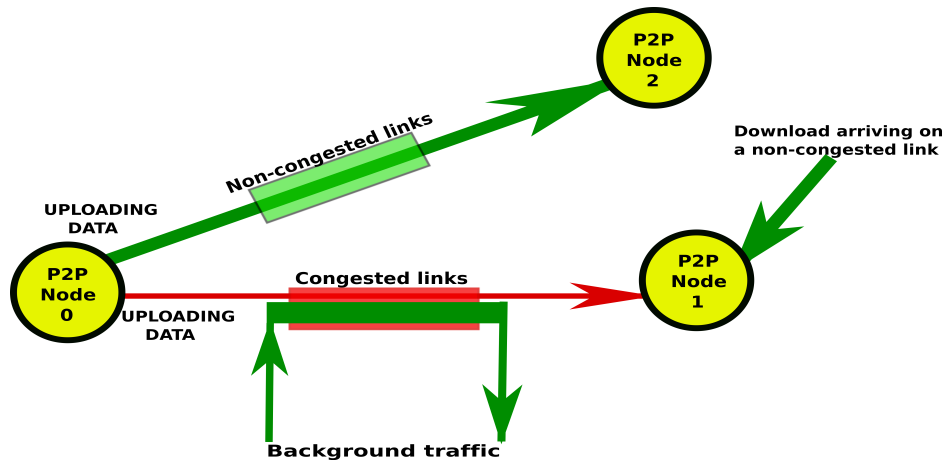 P2P
Node
2
Non-congested links
Download arriving on
a non-congested link
UPLOADING
DATA
P2P
Node
0
Congested links
P2P
Node
1
UPLOADING
DATA
Background traffic